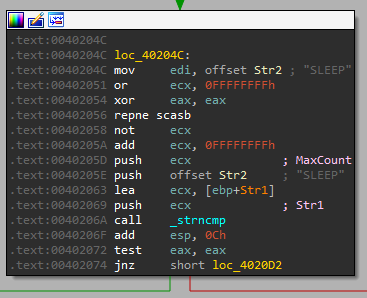 .text:0040204C
.text:0040204C loc_40204C:
.text:0040204C mov edi, offset Str2 ; "SLEEP"
.text:00402051 or ecx, 0FFFFFFFFh
.text:00402054 xor eax, eax
.text:00402056 repne scasb
.text:00402058 not ecx
.text:0040205A add ecx, 0FFFFFFFFh
.text:0040205D push ecx ; MaxCount
.text:0040205E push offset Str2 ; "SLEEP"
.text:00402063 lea ecx, [ebp+Str1]
.text:00402069 push ecx ; Str1
.text:0040206A call _strncmp
.text:0040206F add esp, 0Ch
.text:00402072 test eax, eax
.text:00402074 jnz short loc_4020D2